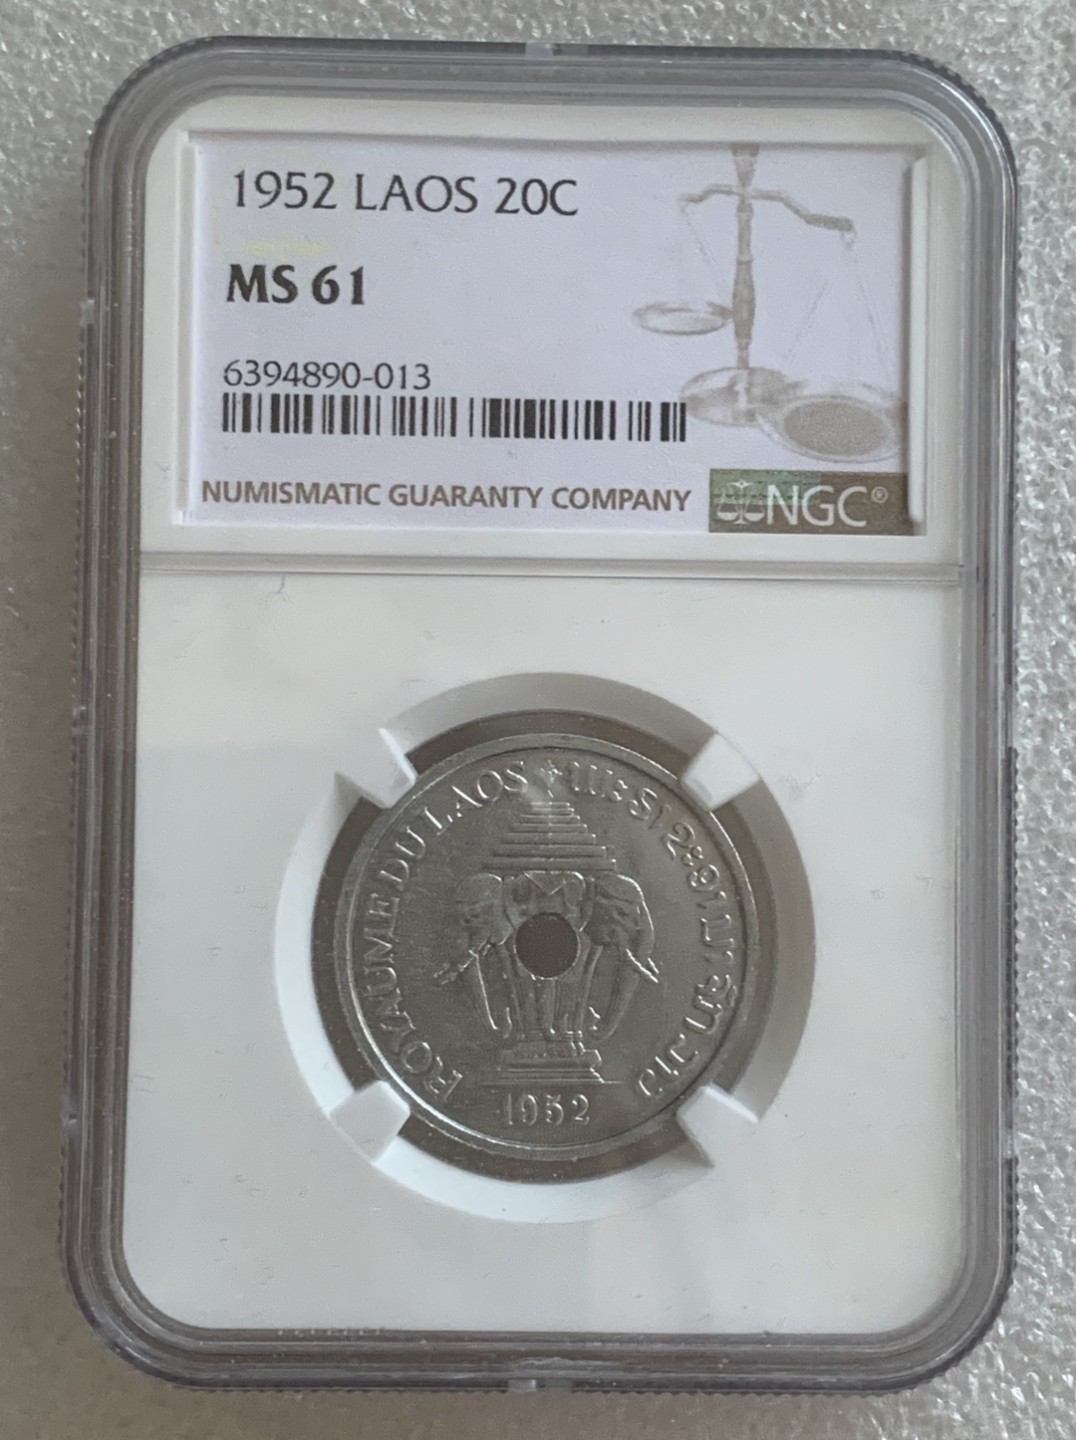 1952 LAOS 20C
MS 61
6394890-013
NUMISMATIC GUARANTY COMPANY NGC®
ROYAUME DU LAOS
1952